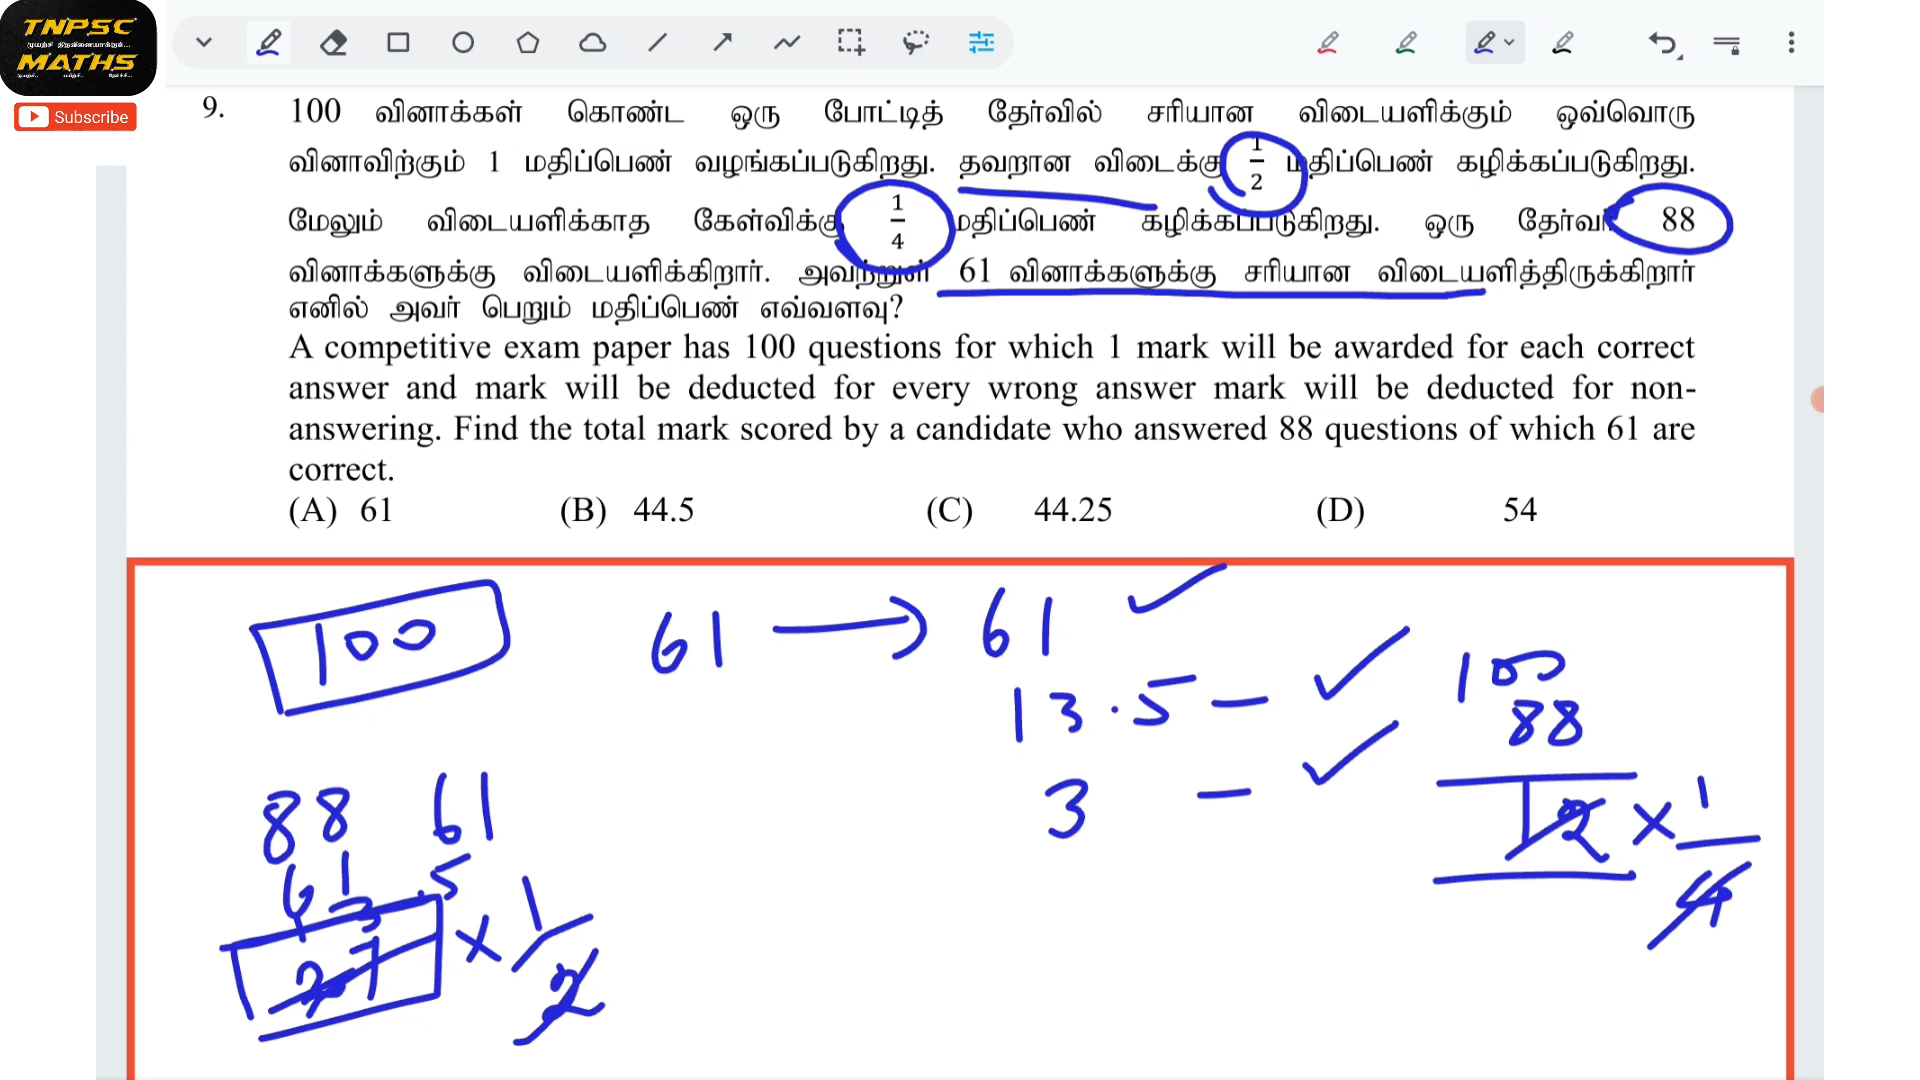 TNPSC
முயற்சி திருவினையாக்கும்...
MATHS
Subscribe
9. 100 வினாக்கள் கொண்ட ஒரு போட்டித் தேர்வில் சரியான விடையளிக்கும் ஒவ்வொரு
வினாவிற்கும் 1 மதிப்பெண் வழங்கப்படுகிறது. தவறான விடைக்கு 1/2 மதிப்பெண் கழிக்கப்படுகிறது.
மேலும் விடையளிக்காத கேள்விக்கு 1/4 மதிப்பெண் கழிக்கப்படுகிறது. ஒரு தேர்வர் 88
வினாக்களுக்கு விடையளிக்கிறார். அவற்றுள் 61 வினாக்களுக்கு சரியான விடையளித்திருக்கிறார்
எனில் அவர் பெறும் மதிப்பெண் எவ்வளவு?
A competitive exam paper has 100 questions for which 1 mark will be awarded for each correct
answer and mark will be deducted for every wrong answer mark will be deducted for non-
answering. Find the total mark scored by a candidate who answered 88 questions of which 61 are
correct.
(A) 61 (B) 44.5 (C) 44.25 (D) 54
100 61 → 61 ✓
13.5 – ✓ 100
88
3 – ✓ 12 × 1/4
88 61
61 3.5
27 × 1/2